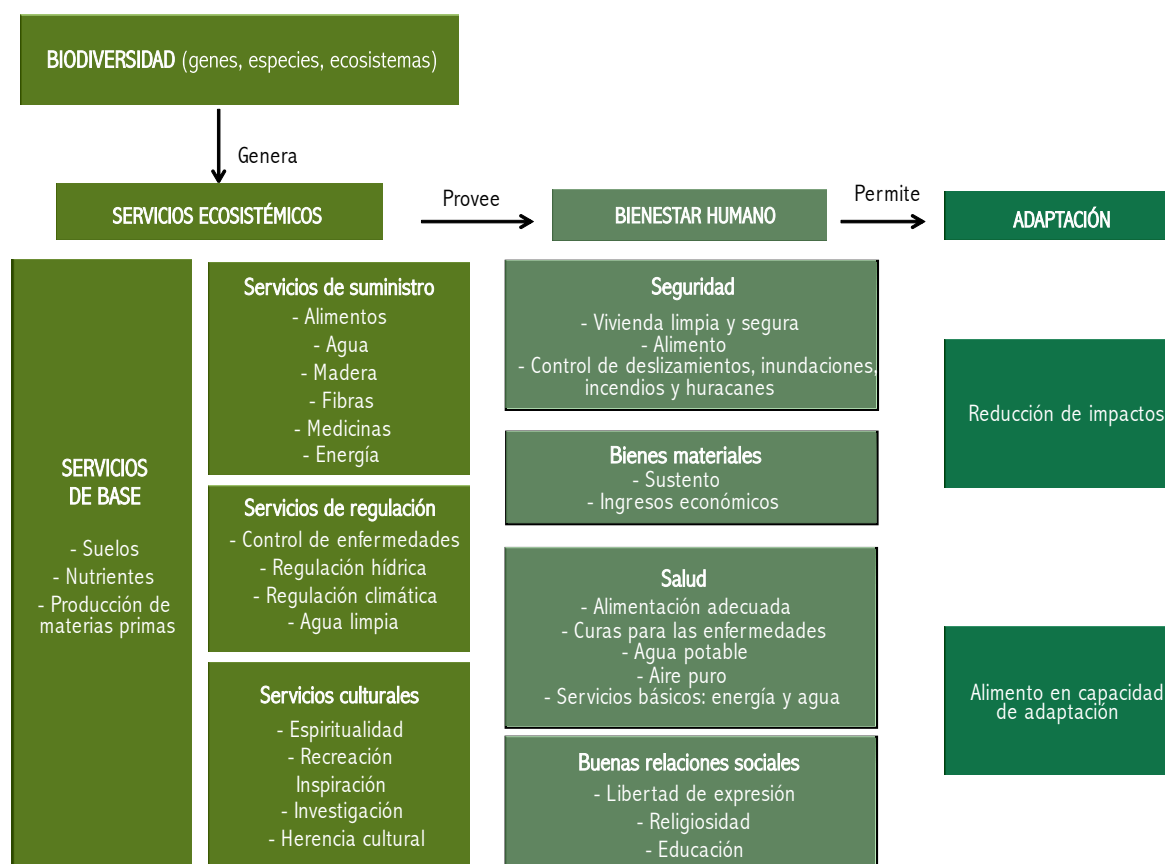 BIODIVERSIDAD (genes, especies, ecosistemas)
Genera
SERVICIOS ECOSISTÉMICOS
Provee
BIENESTAR HUMANO
Permite
ADAPTACIÓN
SERVICIOS
DE BASE
- Suelos
- Nutrientes
- Producción de
materias primas
Servicios de suministro
- Alimentos
- Agua
- Madera
- Fibras
- Medicinas
- Energía
Servicios de regulación
- Control de enfermedades
- Regulación hídrica
- Regulación climática
- Agua limpia
Servicios culturales
- Espiritualidad
- Recreación
Inspiración
- Investigación
- Herencia cultural
Seguridad
- Vivienda limpia y segura
- Alimento
- Control de deslizamientos, inundaciones,
incendios y huracanes
Bienes materiales
- Sustento
- Ingresos económicos
Salud
- Alimentación adecuada
- Curas para las enfermedades
- Agua potable
- Aire puro
- Servicios básicos: energía y agua
Buenas relaciones sociales
- Libertad de expresión
- Religiosidad
- Educación
Reducción de impactos
Alimento en capacidad
de adaptación